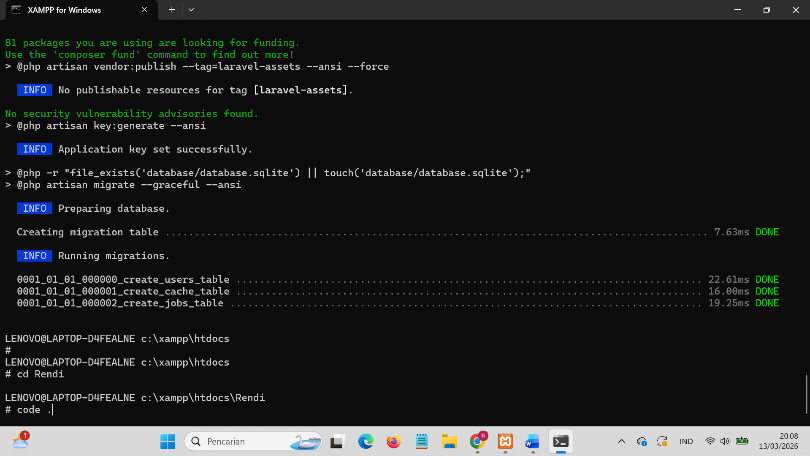 XAMPP for Windows
81 packages you are using are looking for funding.
Use the `composer fund` command to find out more!
> @php artisan vendor:publish --tag=laravel-assets --ansi --force
INFO No publishable resources for tag [laravel-assets].
No security vulnerability advisories found.
> @php artisan key:generate --ansi
INFO Application key set successfully.
> @php -r "file_exists('database/database.sqlite') || touch('database/database.sqlite');"
> @php artisan migrate --graceful --ansi
INFO Preparing database.
Creating migration table ........................................................................................... 7.63ms DONE
INFO Running migrations.
0001_01_01_000000_create_users_table ............................................................................... 22.61ms DONE
0001_01_01_000001_create_cache_table ............................................................................... 16.00ms DONE
0001_01_01_000002_create_jobs_table ................................................................................ 19.25ms DONE
LENOVO@LAPTOP-D4FEALNE c:\xampp\htdocs
#
LENOVO@LAPTOP-D4FEALNE c:\xampp\htdocs
# cd Rendi
LENOVO@LAPTOP-D4FEALNE c:\xampp\htdocs\Rendi
# code .
1
Pencarian
IND
20.08
13/03/2026